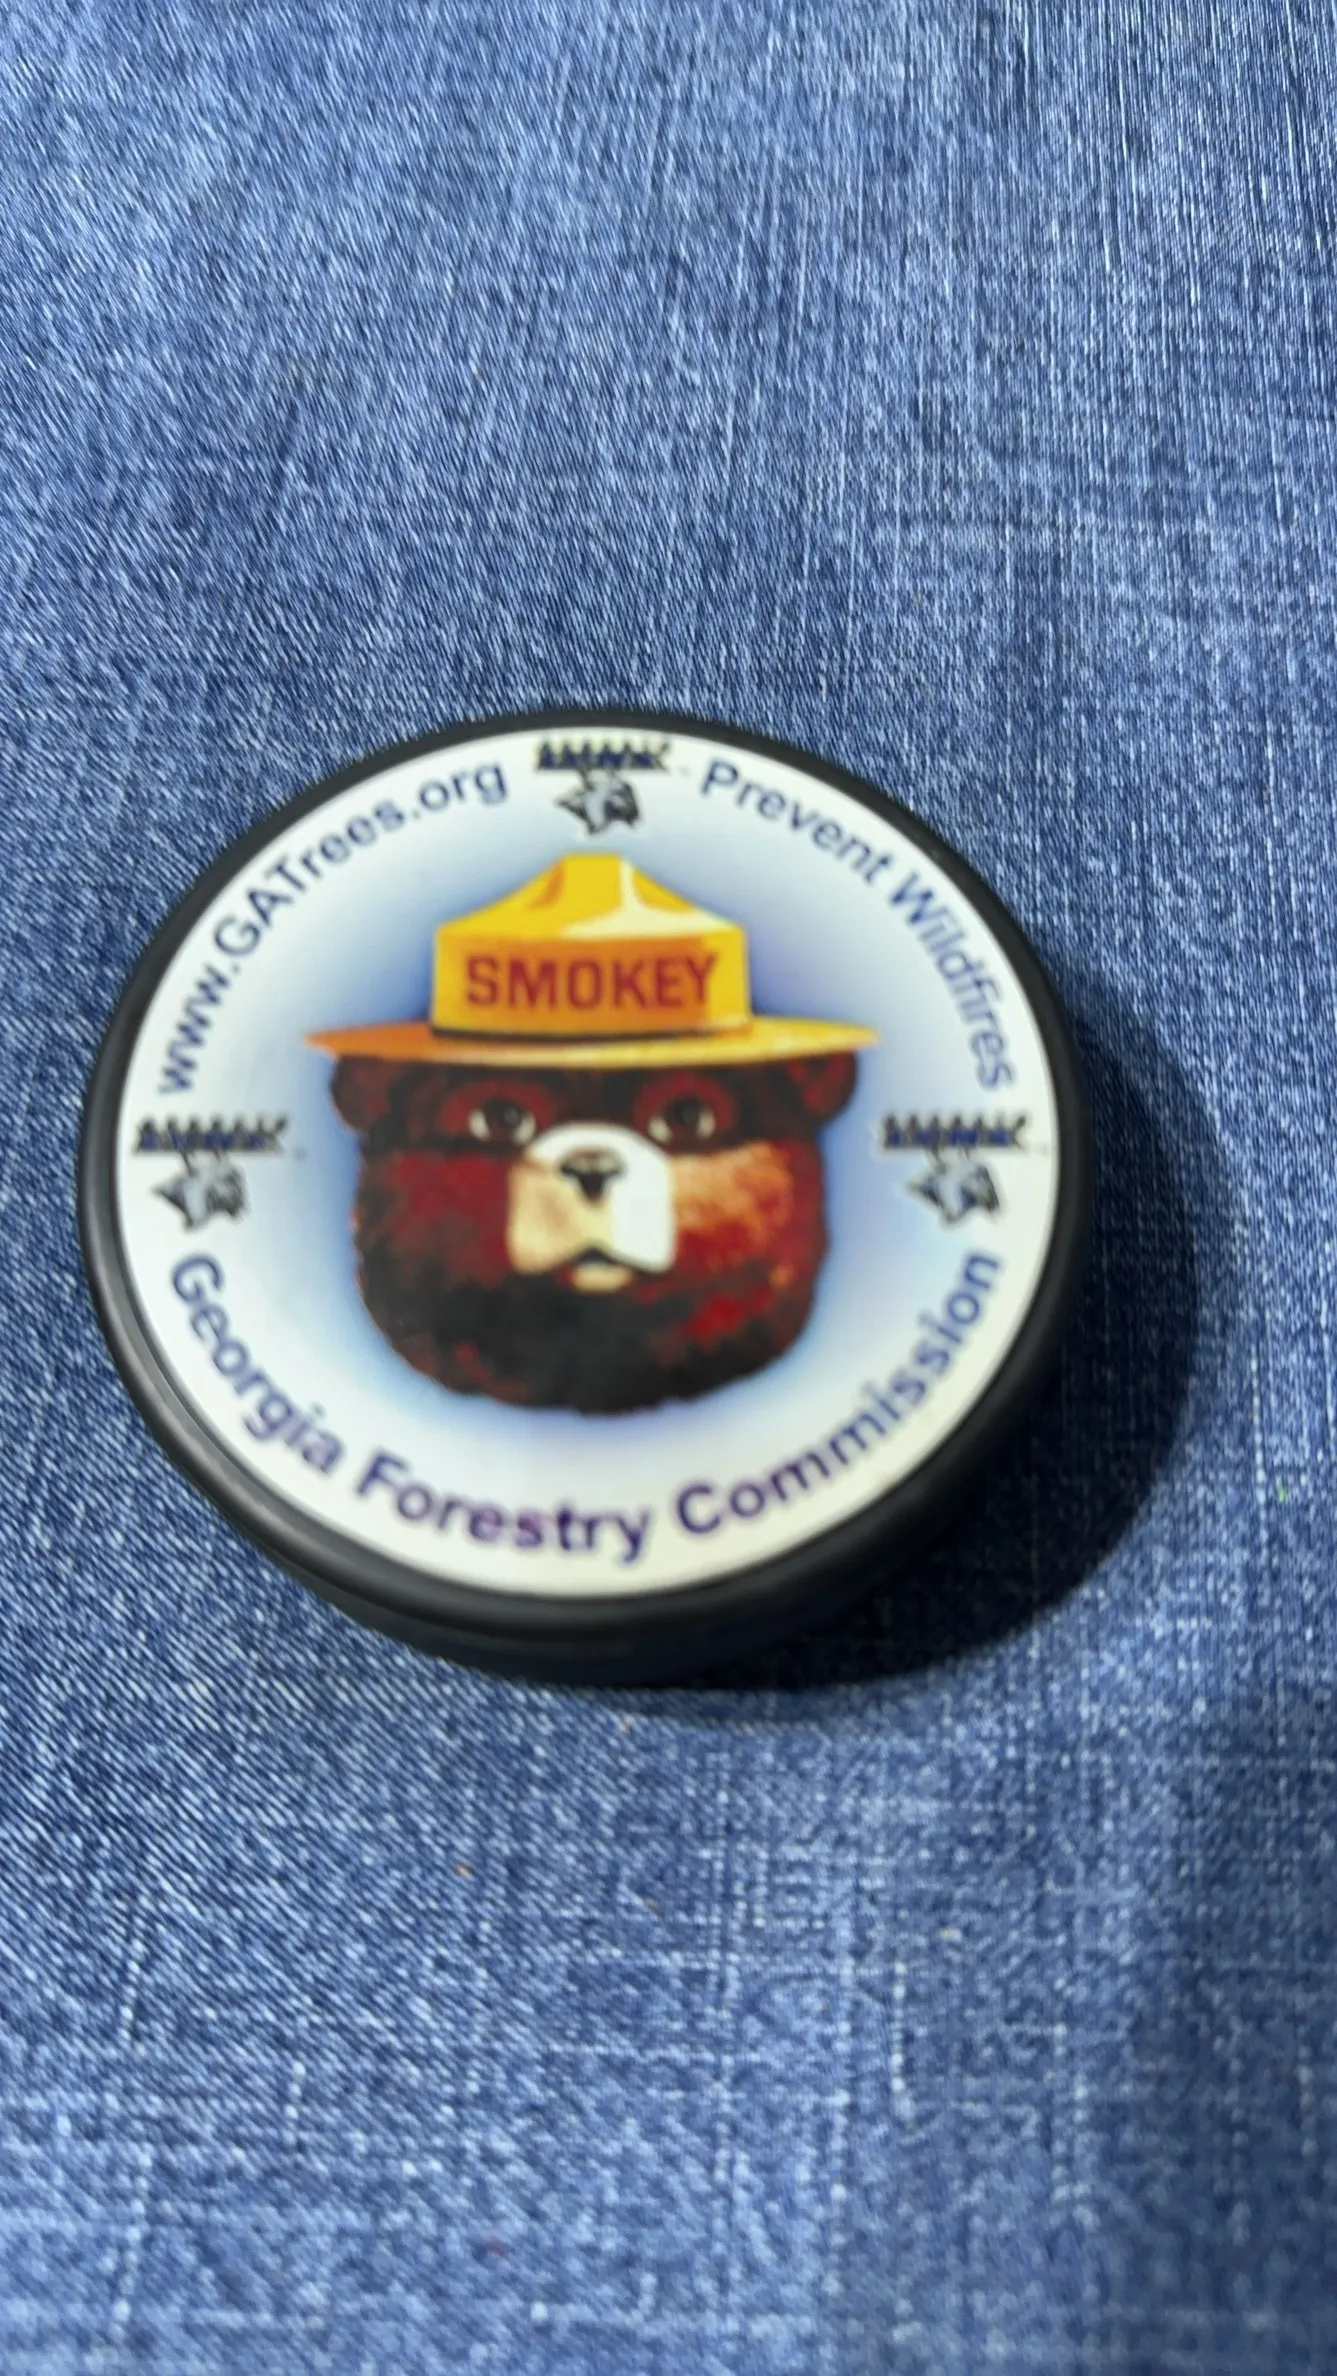 www.GATrees.org
Prevent Wildfires
SMOKEY
Georgia Forestry Commission